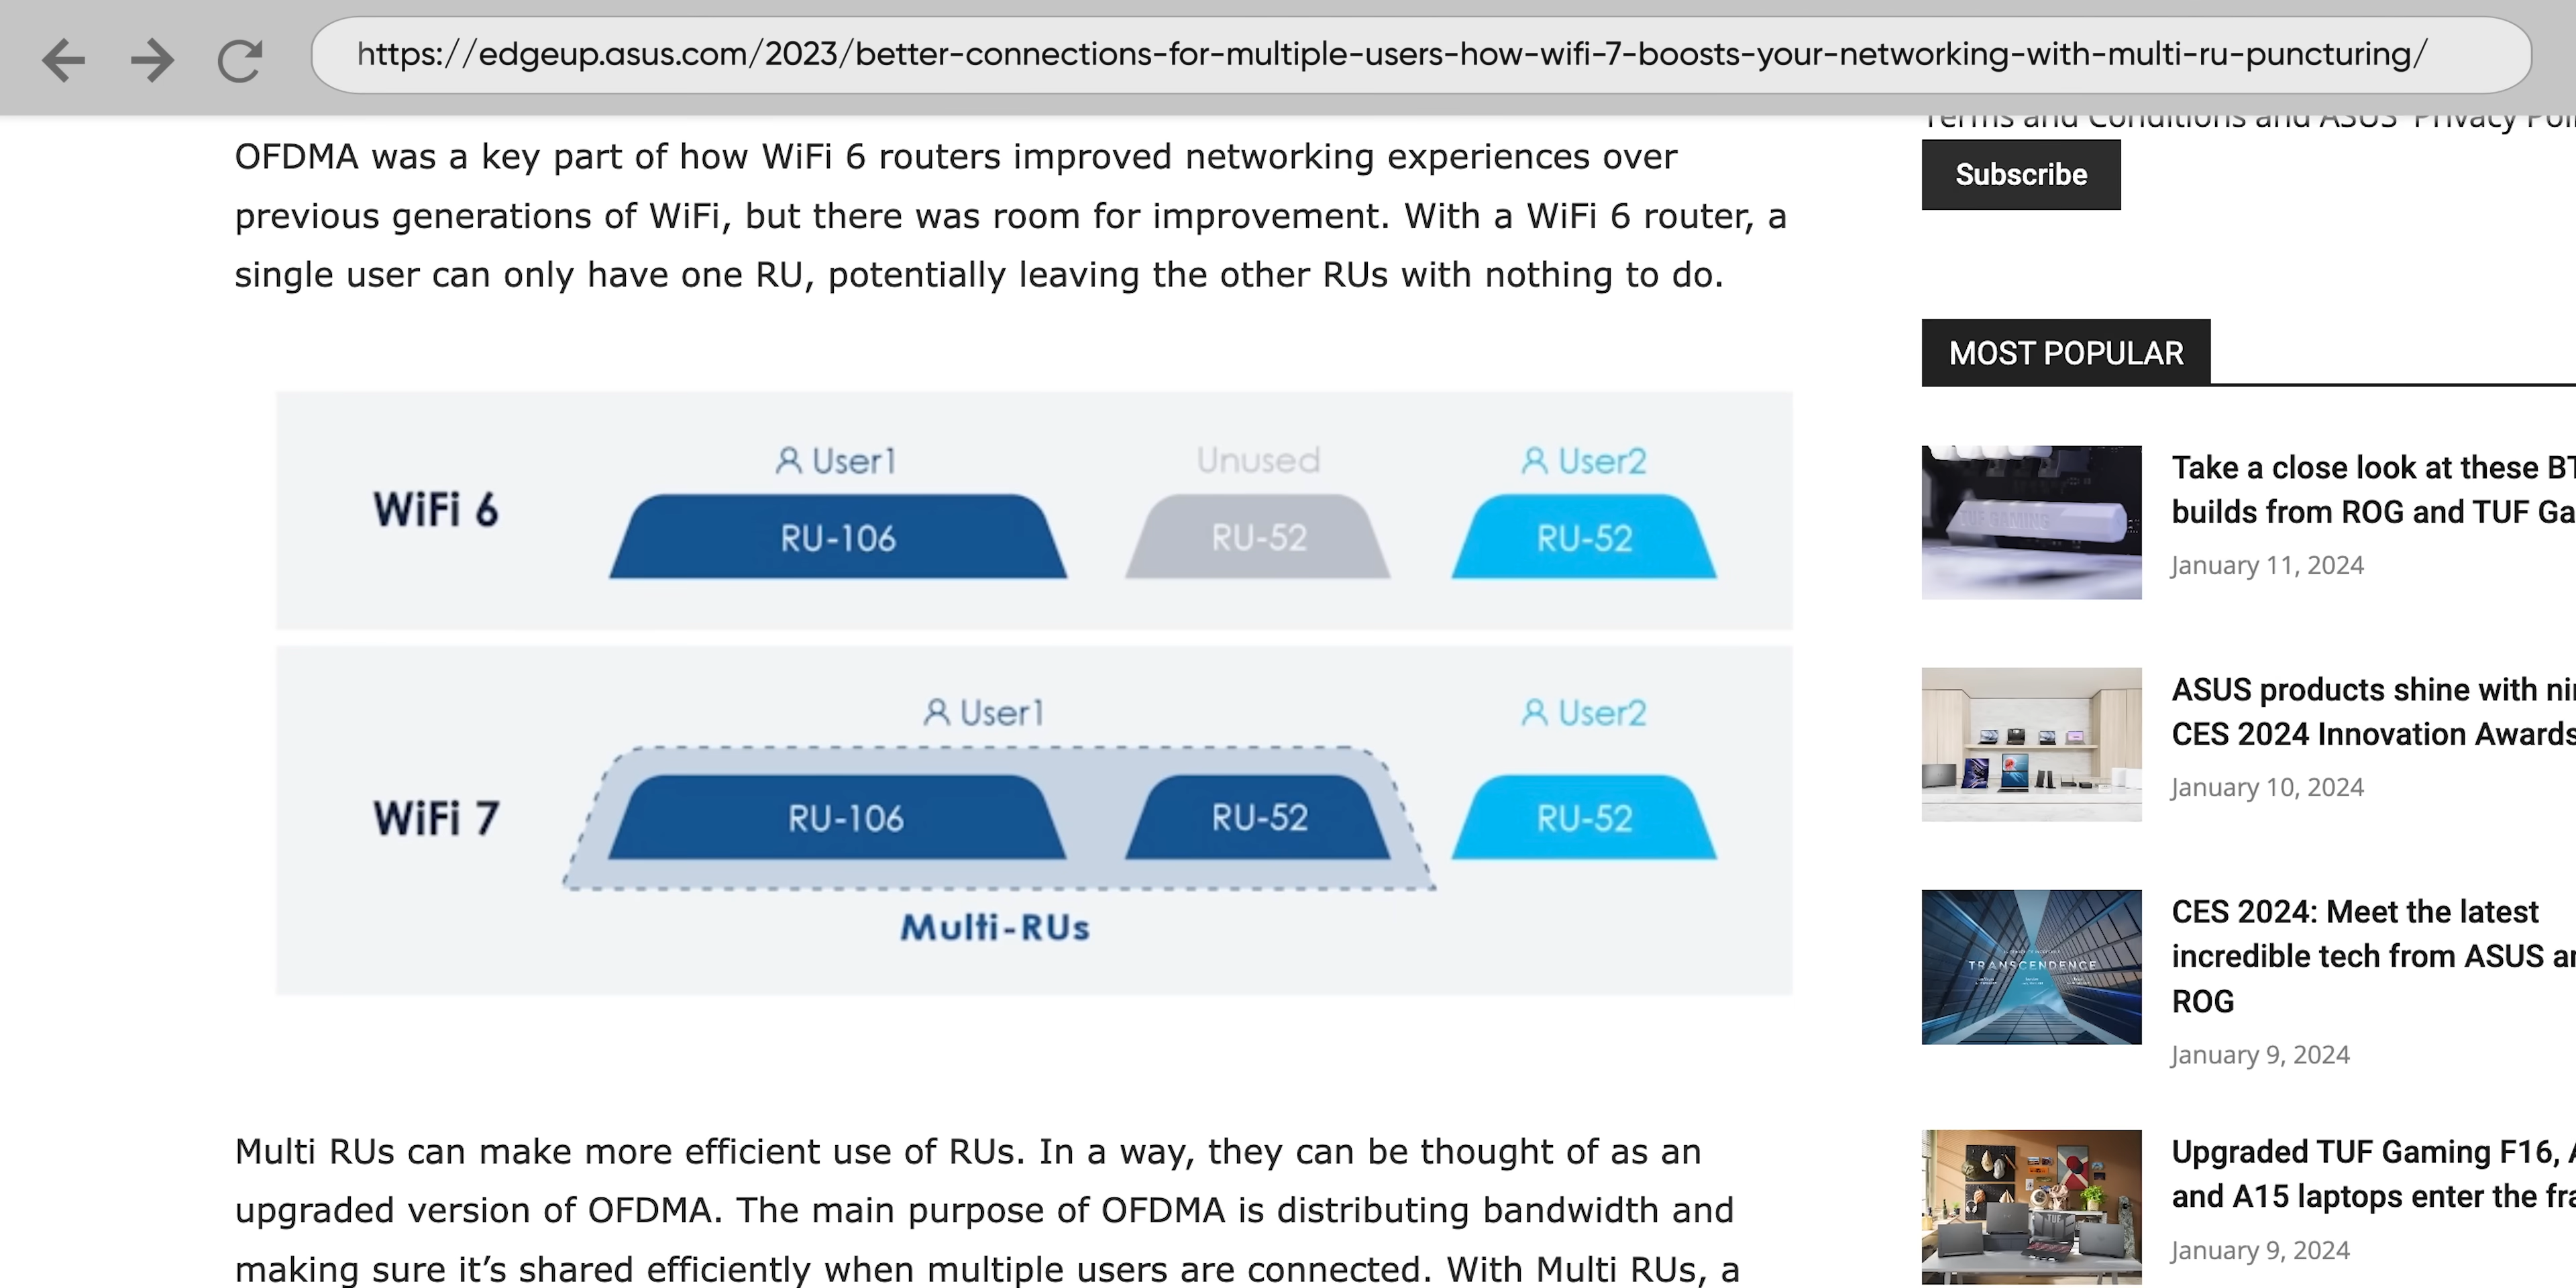 https://edgeup.asus.com/2023/better-connections-for-multiple-users-how-wifi-7-boosts-your-networking-with-multi-ru-puncturing/
OFDMA was a key part of how WiFi 6 routers improved networking experiences over
previous generations of WiFi, but there was room for improvement. With a WiFi 6 router, a
single user can only have one RU, potentially leaving the other RUs with nothing to do.
WiFi 6
User1
Unused
User2
RU-106
RU-52
RU-52
WiFi 7
User1
User2
RU-106
RU-52
RU-52
Multi-RUs
Multi RUs can make more efficient use of RUs. In a way, they can be thought of as an
upgraded version of OFDMA. The main purpose of OFDMA is distributing bandwidth and
making sure it's shared efficiently when multiple users are connected. With Multi RUs, a
Terms and Conditions and ASUS Privacy
Subscribe
MOST POPULAR
Take a close look at these
builds from ROG and TUF
January 11, 2024
ASUS products shine with
CES 2024 Innovation Awards
January 10, 2024
TRANSCENDENCE
CES 2024: Meet the latest
incredible tech from ASUS
ROG
January 9, 2024
Upgraded TUF Gaming F16,
and A15 laptops enter the
January 9, 2024